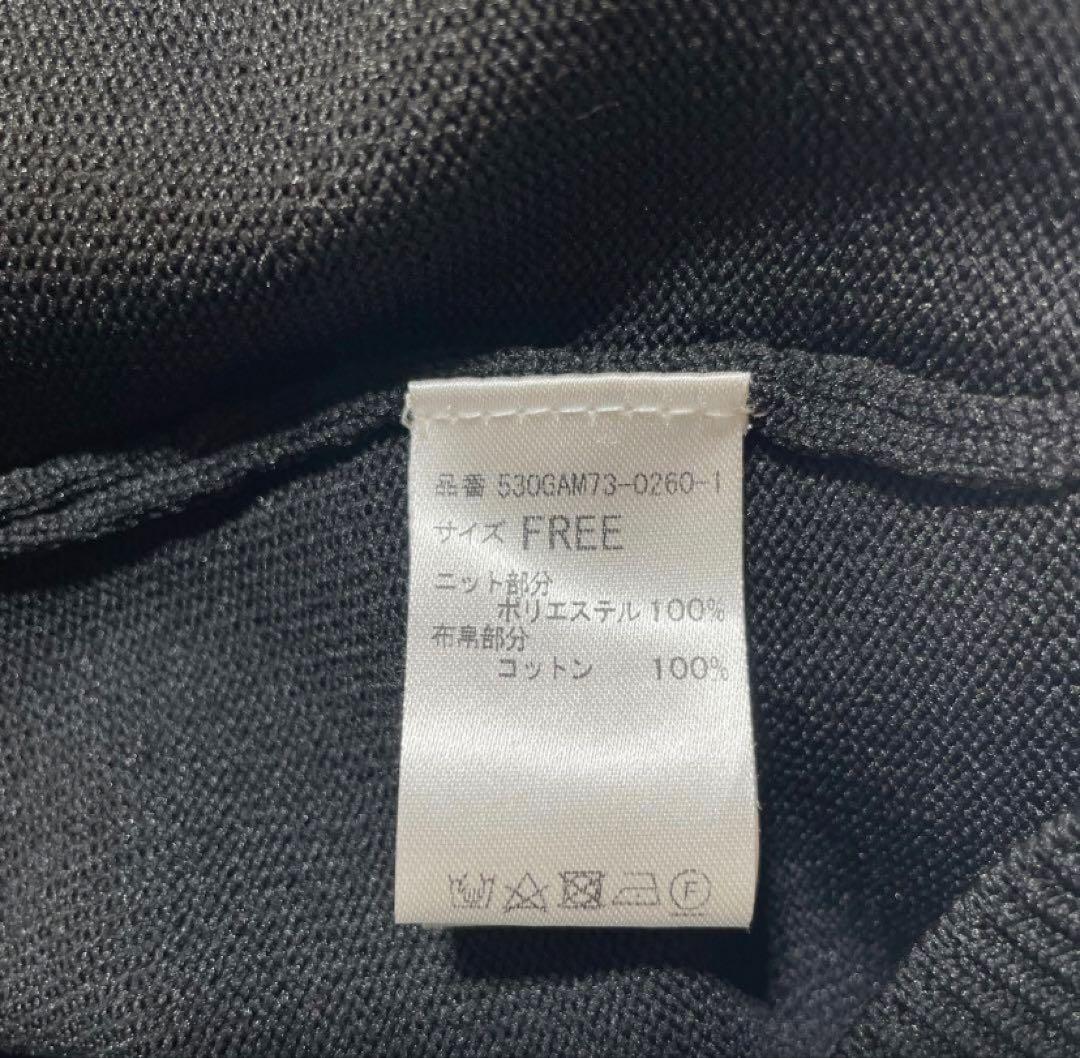 品番 530GAM73-0260-1
サイズ FREE
ニット部分
ポリエステル 100%
布帛部分
コットン 100%
F